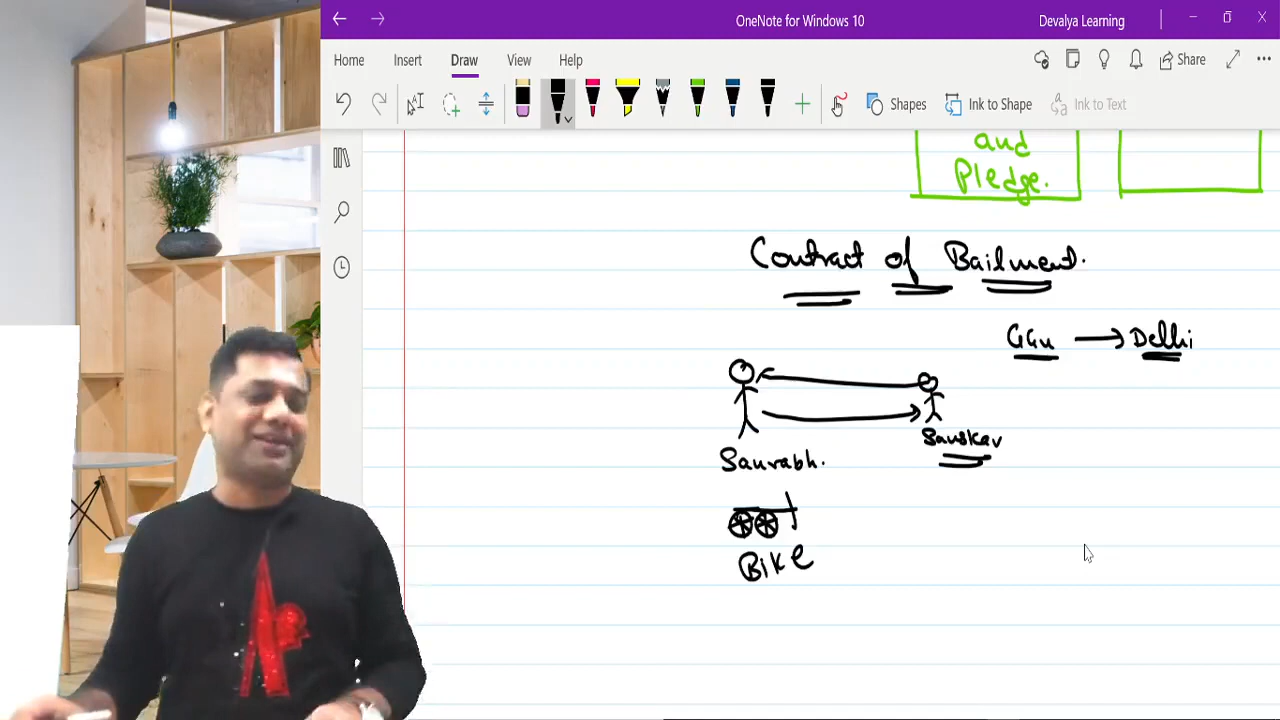 OneNote for Windows 10
Devalya Learning
Home Insert Draw View Help
Share
Shapes
Ink to Shape
Ink to Text
and
Pledge.
Contract of Bailment.
GGn → Delhi
Saurabh.
Sanskar
Bike